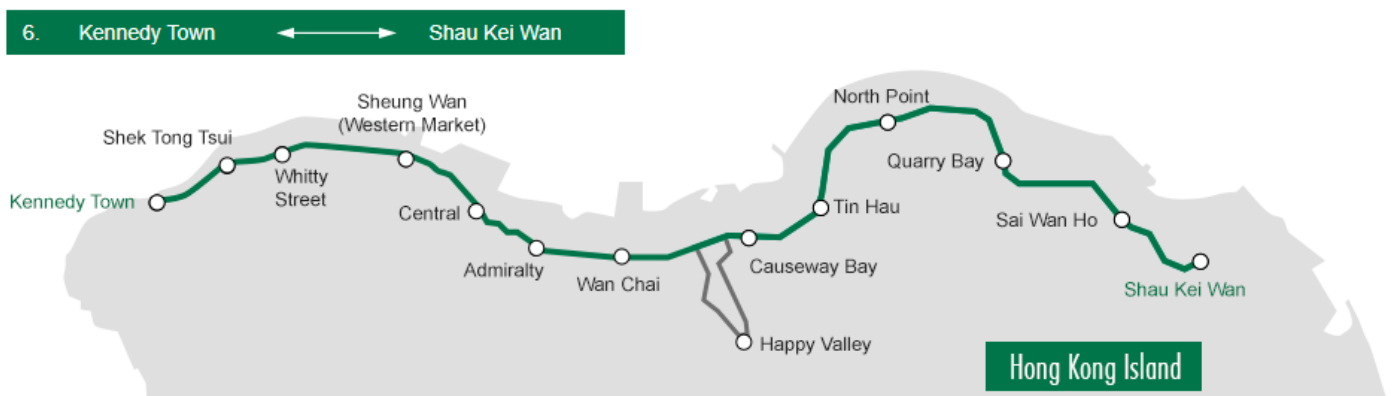 6. Kennedy Town Shau Kei Wan
Sheung Wan
(Western Market)
North Point
Shek Tong Tsui
Quarry Bay
Whitty
Street
Kennedy Town
Central
Tin Hau
Sai Wan Ho
Admiralty
Wan Chai
Causeway Bay
Shau Kei Wan
Happy Valley
Hong Kong Island